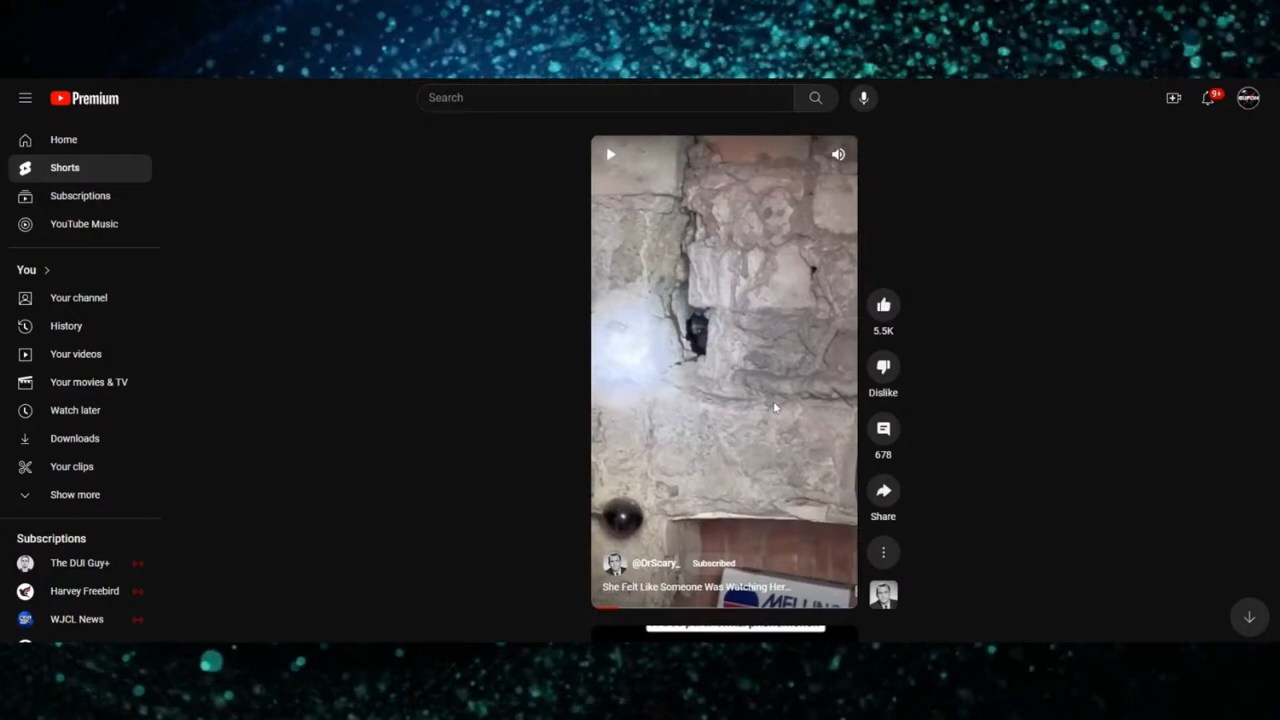 Premium
Search
9+
Home
Shorts
Subscriptions
YouTube Music
You
Your channel
History
Your videos
Your movies & TV
Watch later
Downloads
Your clips
Show more
Subscriptions
The DUI Guy+
Harvey Freebird
WJCL News
5.5K
Dislike
678
Share
@DrScary_ Subscribed
She Felt Like Someone Was Watching Her...